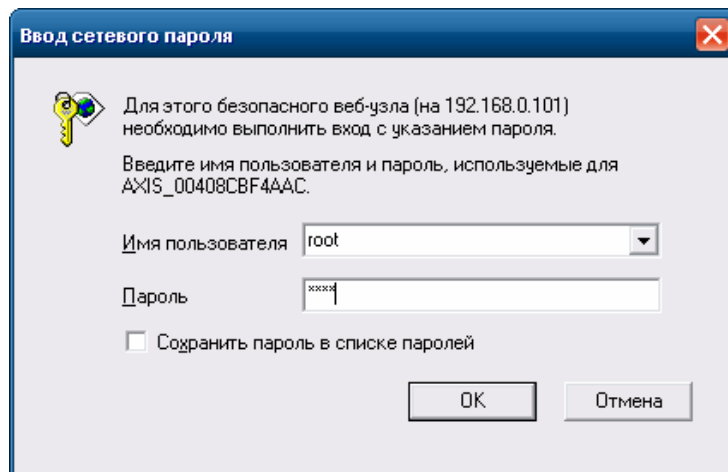 Ввод сетевого пароля
Для этого безопасного веб-узла (на 192.168.0.101)
необходимо выполнить вход с указанием пароля.
Введите имя пользователя и пароль, используемые для
AXIS_00408CBF4AAC.
Имя пользователя root
Пароль xxxx
Сохранить пароль в списке паролей
OK Отмена